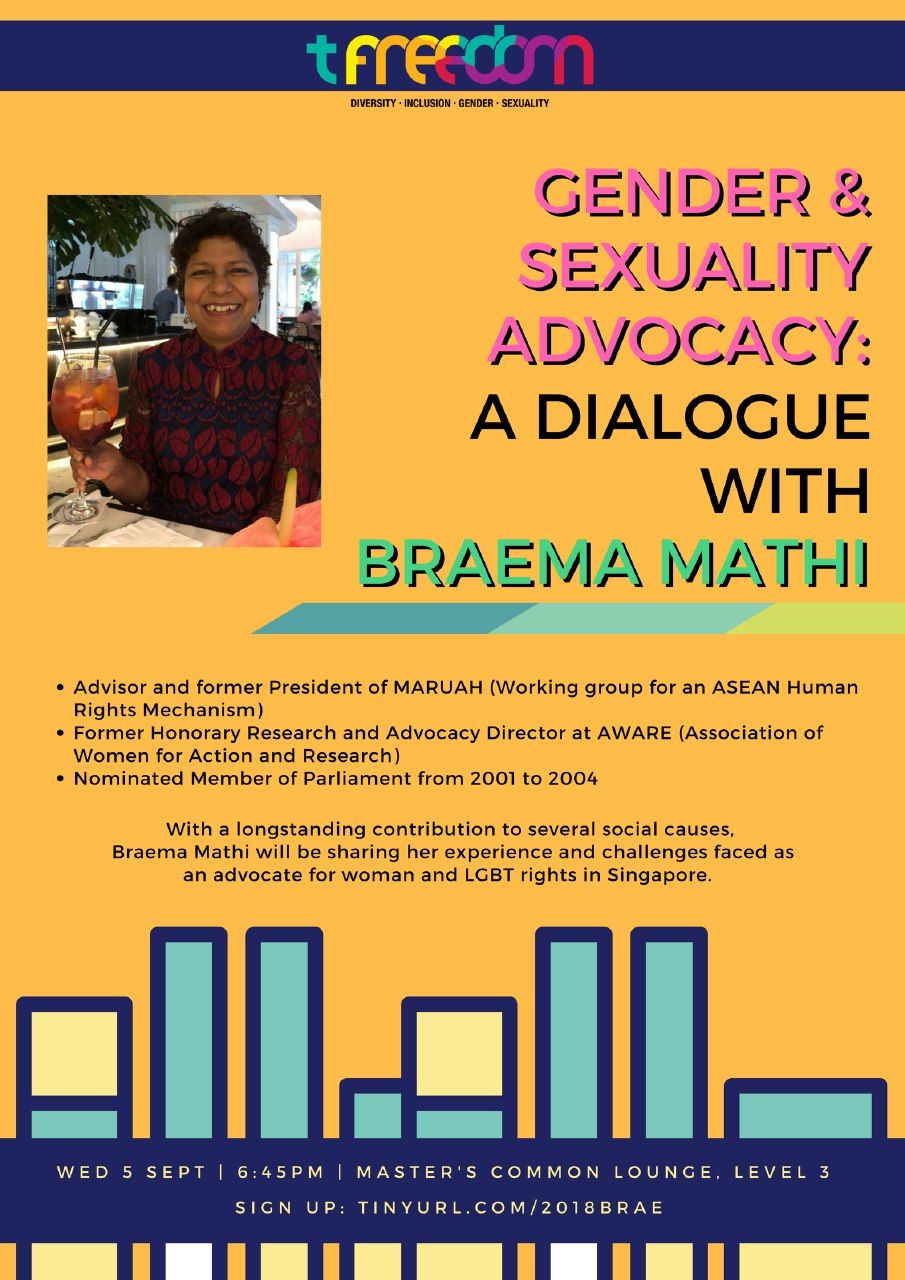 tFreedom
DIVERSITY · INCLUSION · GENDER · SEXUALITY
GENDER &
SEXUALITY
ADVOCACY:
A DIALOGUE
WITH
BRAEMA MATHI
• Advisor and former President of MARUAH (Working group for an ASEAN Human
Rights Mechanism)
• Former Honorary Research and Advocacy Director at AWARE (Association of
Women for Action and Research)
• Nominated Member of Parliament from 2001 to 2004
With a longstanding contribution to several social causes,
Braema Mathi will be sharing her experience and challenges faced as
an advocate for woman and LGBT rights in Singapore.
WED 5 SEPT | 6:45PM | MASTER'S COMMON LOUNGE, LEVEL 3
SIGN UP: TINYURL.COM/2018BRAE